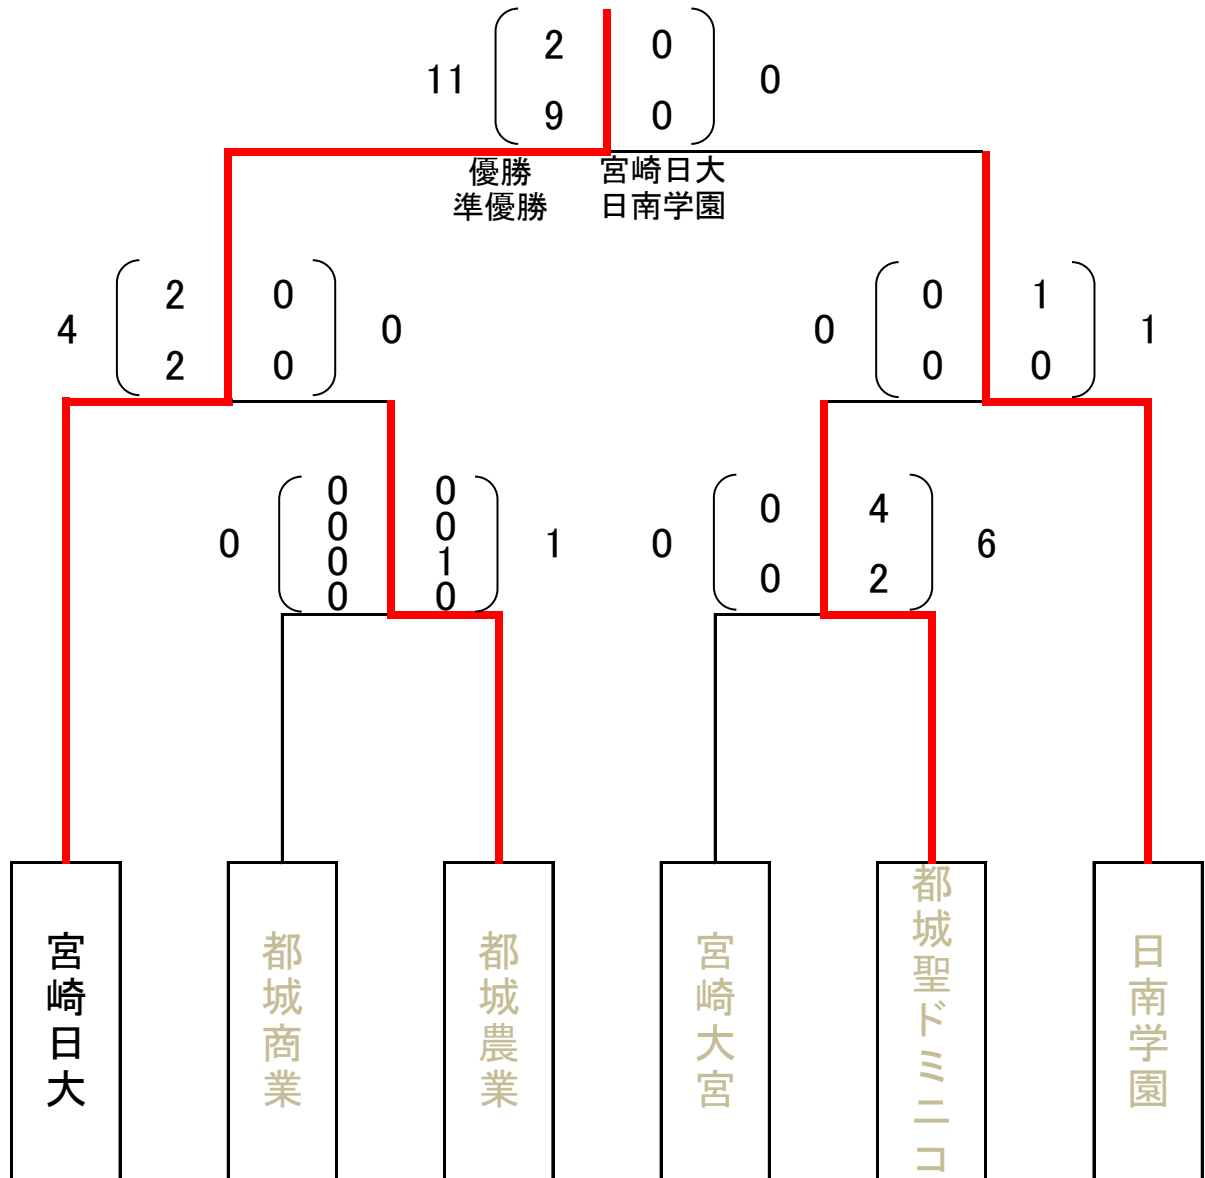 2 0
11 0
9 0
優勝 宮崎日大
準優勝 日南学園
2 0 0 1
4 0 0 1
2 0 0 0
0 0
0 0 0 4
0 1 0 6
0 1 0 2
0 0
宮崎日大
都城商業
都城農業
宮崎大宮
都城聖ドミニコ
日南学園